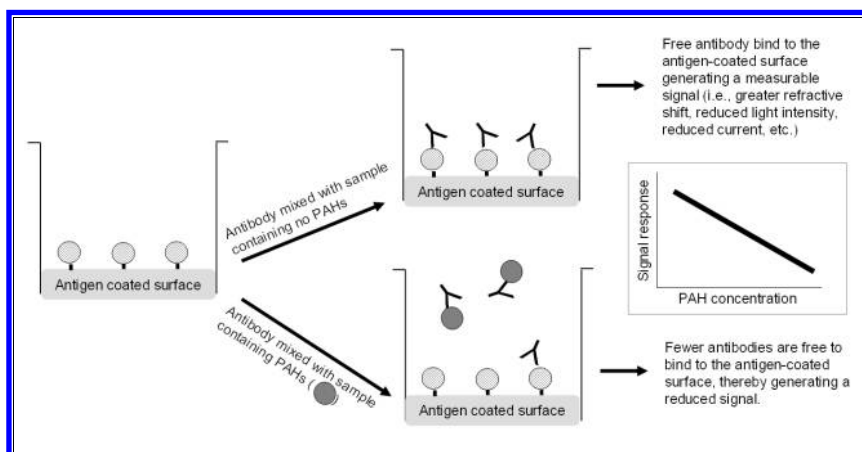 Free antibody bind to the
antigen-coated surface
generating a measurable
signal (i.e., greater refractive
shift, reduced light intensity,
reduced current, etc.)
Antigen coated surface
Antibody mixed with sample
containing no PAHs
Antigen coated surface
Signal response
PAH concentration
Antibody mixed with sample
containing PAHs ( )
Antigen coated surface
Fewer antibodies are free to
bind to the antigen-coated
surface, thereby generating a
reduced signal.